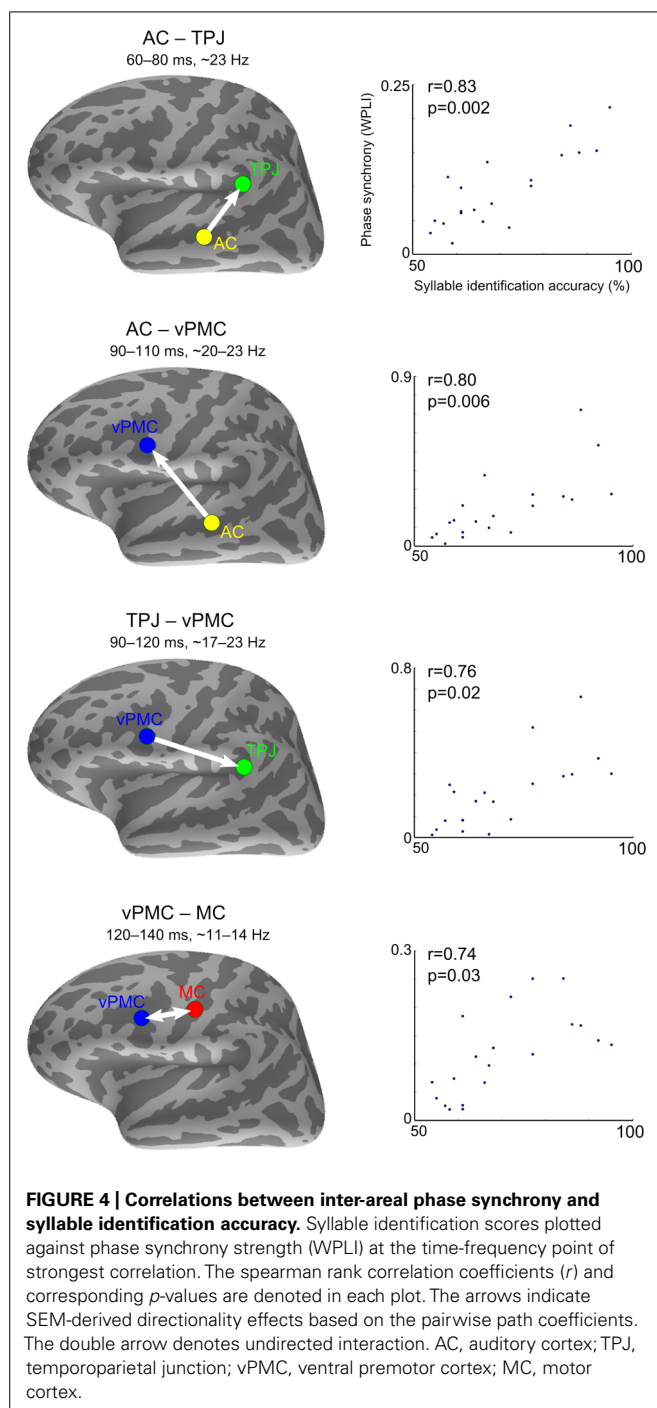 AC – TPJ
60–80 ms, ~23 Hz
TPJ
AC
0.25
r=0.83
p=0.002
Phase synchrony (WPLI)
0
50
100
Syllable identification accuracy (%)
AC – vPMC
90–110 ms, ~20–23 Hz
vPMC
AC
0.9
r=0.80
p=0.006
0
50
100
TPJ – vPMC
90–120 ms, ~17–23 Hz
vPMC
TPJ
0.8
r=0.76
p=0.02
0
50
100
vPMC – MC
120–140 ms, ~11–14 Hz
vPMC
MC
0.3
r=0.74
p=0.03
0
50
100
FIGURE 4 | Correlations between inter-areal phase synchrony and
syllable identification accuracy. Syllable identification scores plotted
against phase synchrony strength (WPLI) at the time-frequency point of
strongest correlation. The spearman rank correlation coefficients (r) and
corresponding p-values are denoted in each plot. The arrows indicate
SEM-derived directionality effects based on the pairwise path coefficients.
The double arrow denotes undirected interaction. AC, auditory cortex; TPJ,
temporoparietal junction; vPMC, ventral premotor cortex; MC, motor
cortex.